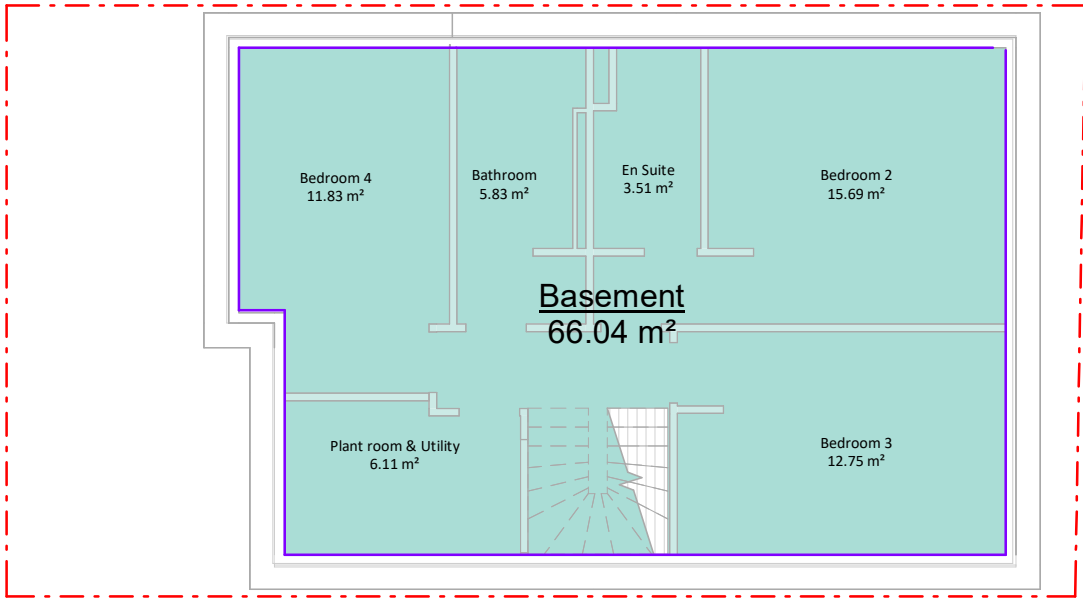 Bedroom 4
11.83 m²
Bathroom
5.83 m²
En Suite
3.51 m²
Bedroom 2
15.69 m²
Basement
66.04 m²
Plant room & Utility
6.11 m²
Bedroom 3
12.75 m²